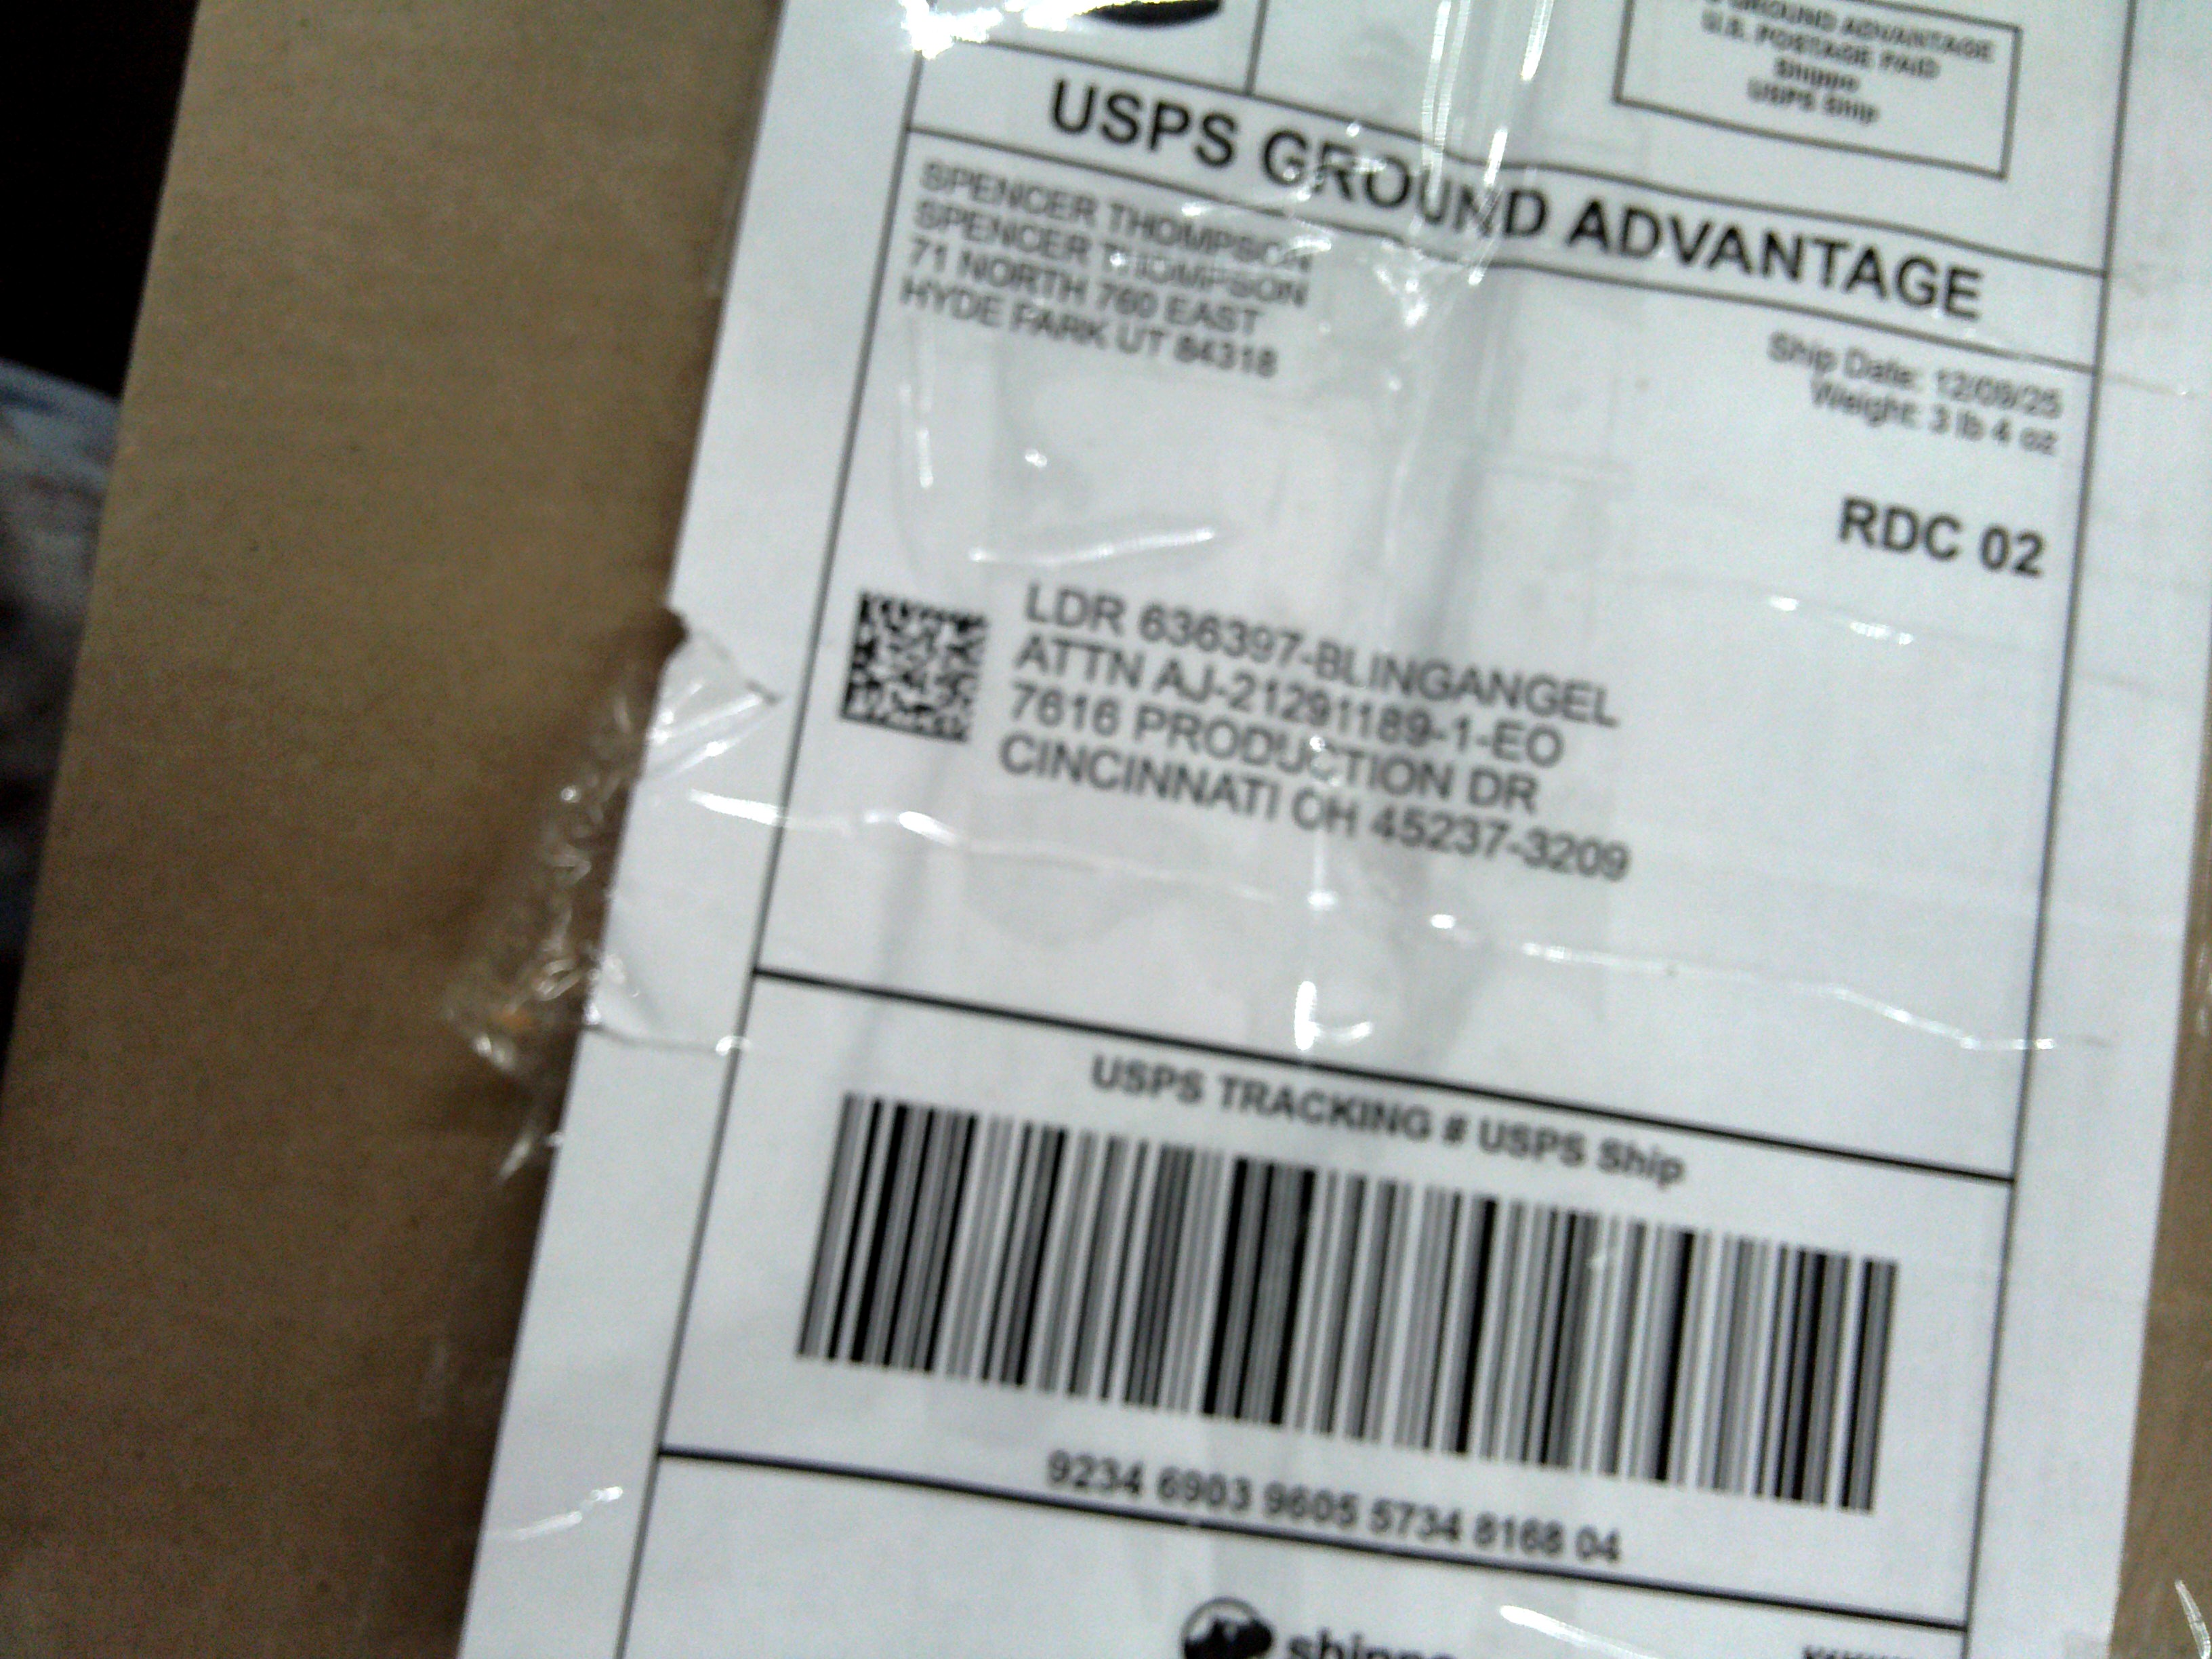 GROUND ADVANTAGE
U.S. POSTAGE PAID
Shippo
USPS Ship
USPS GROUND ADVANTAGE
SPENCER THOMPSON
SPENCER THOMPSON
71 NORTH 760 EAST
HYDE PARK UT 84318
Ship Date: 12/09/25
Weight: 3 lb 4 oz
RDC 02
LDR 636397-BLINGANGEL
ATTN AJ-21291189-1-EO
7616 PRODUCTION DR
CINCINNATI OH 45237-3209
USPS TRACKING # USPS Ship
9234 6903 9605 5734 8168 04